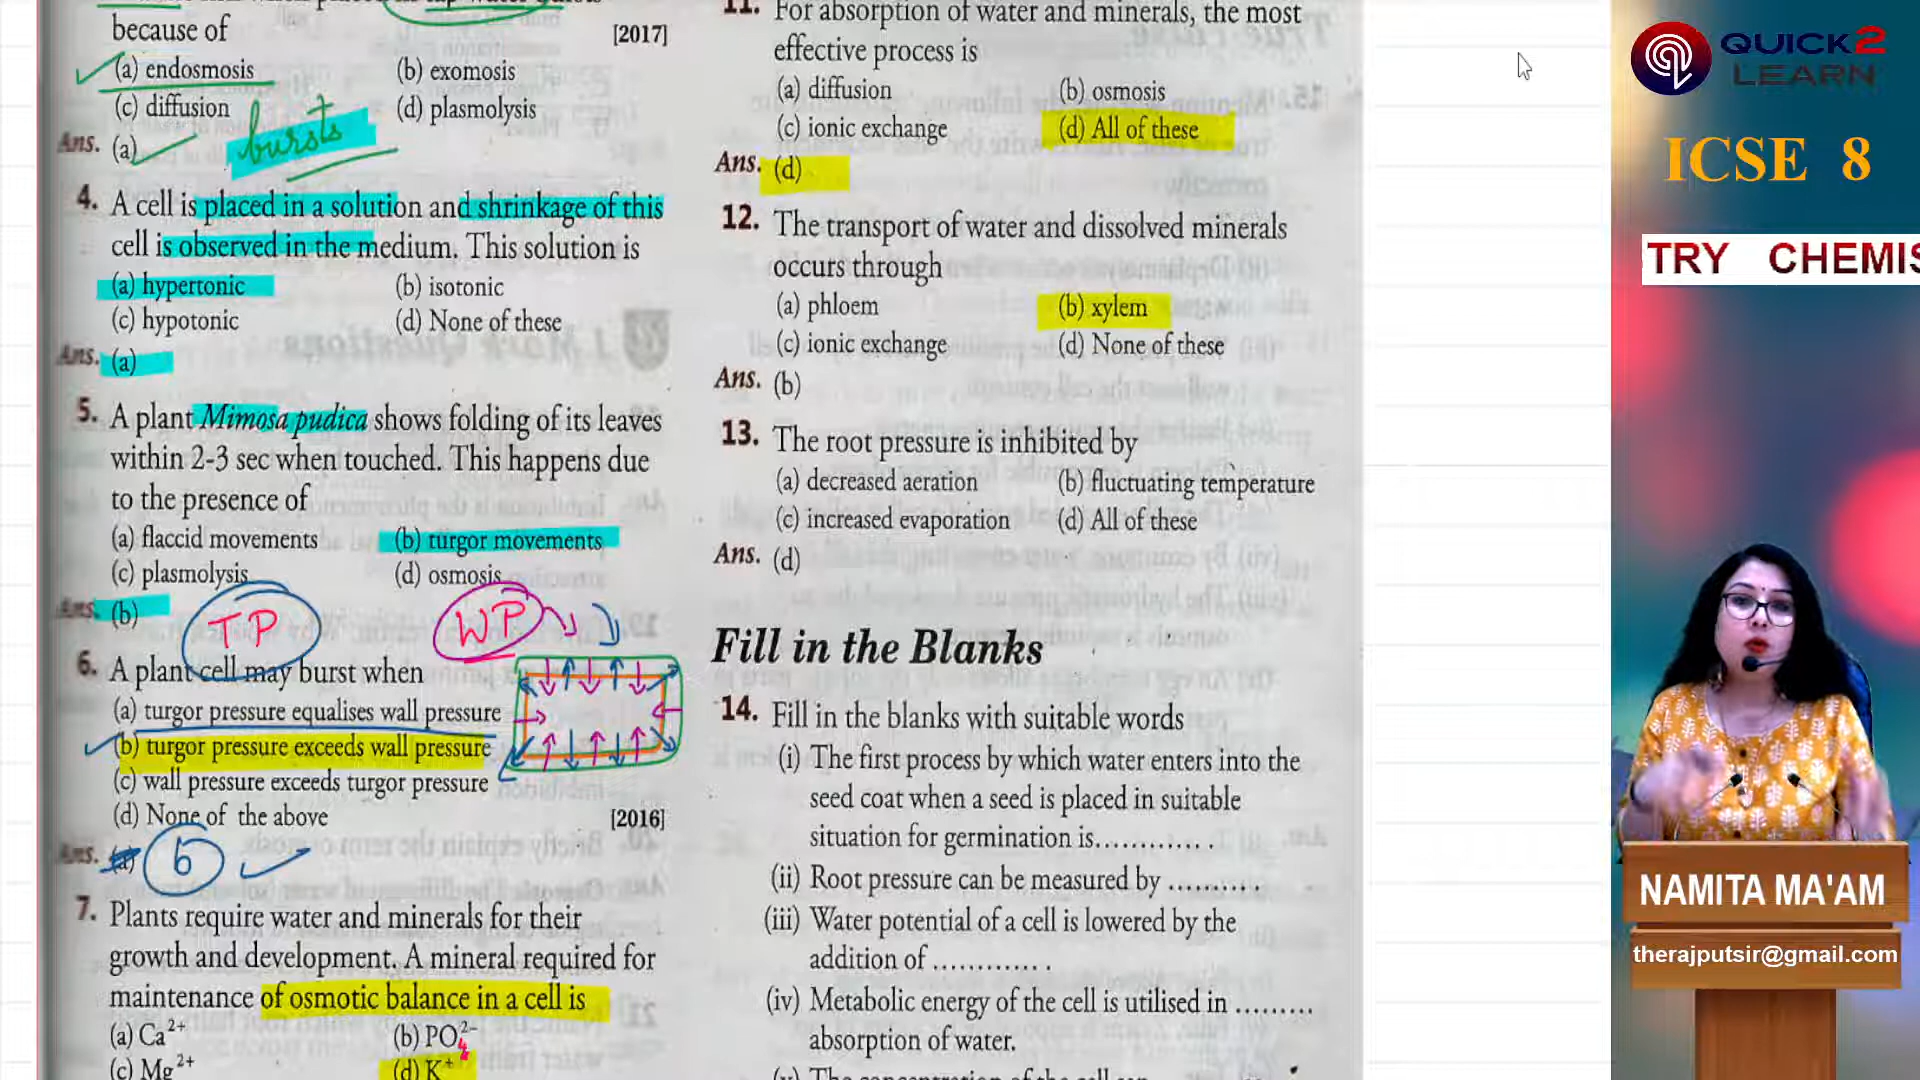 because of [2017]
(a) endosmosis (b) exomosis
(c) diffusion (d) plasmolysis
Ans. (a) bursts
4. A cell is placed in a solution and shrinkage of this
cell is observed in the medium. This solution is
(a) hypertonic (b) isotonic
(c) hypotonic (d) None of these
Ans. (a)
5. A plant Mimosa pudica shows folding of its leaves
within 2-3 sec when touched. This happens due
to the presence of
(a) flaccid movements (b) turgor movements
(c) plasmolysis (d) osmosis
Ans. (b)
TP WP
6. A plant cell may burst when
(a) turgor pressure equalises wall pressure
(b) turgor pressure exceeds wall pressure
(c) wall pressure exceeds turgor pressure
(d) None of the above [2016]
Ans. (a) b
7. Plants require water and minerals for their
growth and development. A mineral required for
maintenance of osmotic balance in a cell is
(a) Ca2+ (b) PO42−
(c) Mg2+ (d) K+
11. For absorption of water and minerals, the most
effective process is
(a) diffusion (b) osmosis
(c) ionic exchange (d) All of these
Ans. (d)
12. The transport of water and dissolved minerals
occurs through
(a) phloem (b) xylem
(c) ionic exchange (d) None of these
Ans. (b)
13. The root pressure is inhibited by
(a) decreased aeration (b) fluctuating temperature
(c) increased evaporation (d) All of these
Ans. (d)
Fill in the Blanks
14. Fill in the blanks with suitable words
(i) The first process by which water enters into the
seed coat when a seed is placed in suitable
situation for germination is............. .
(ii) Root pressure can be measured by .......... .
(iii) Water potential of a cell is lowered by the
addition of ............. .
(iv) Metabolic energy of the cell is utilised in .........
absorption of water.
QUICK2
LEARN
ICSE 8
TRY CHEMIS
NAMITA MA'AM
therajputsir@gmail.com